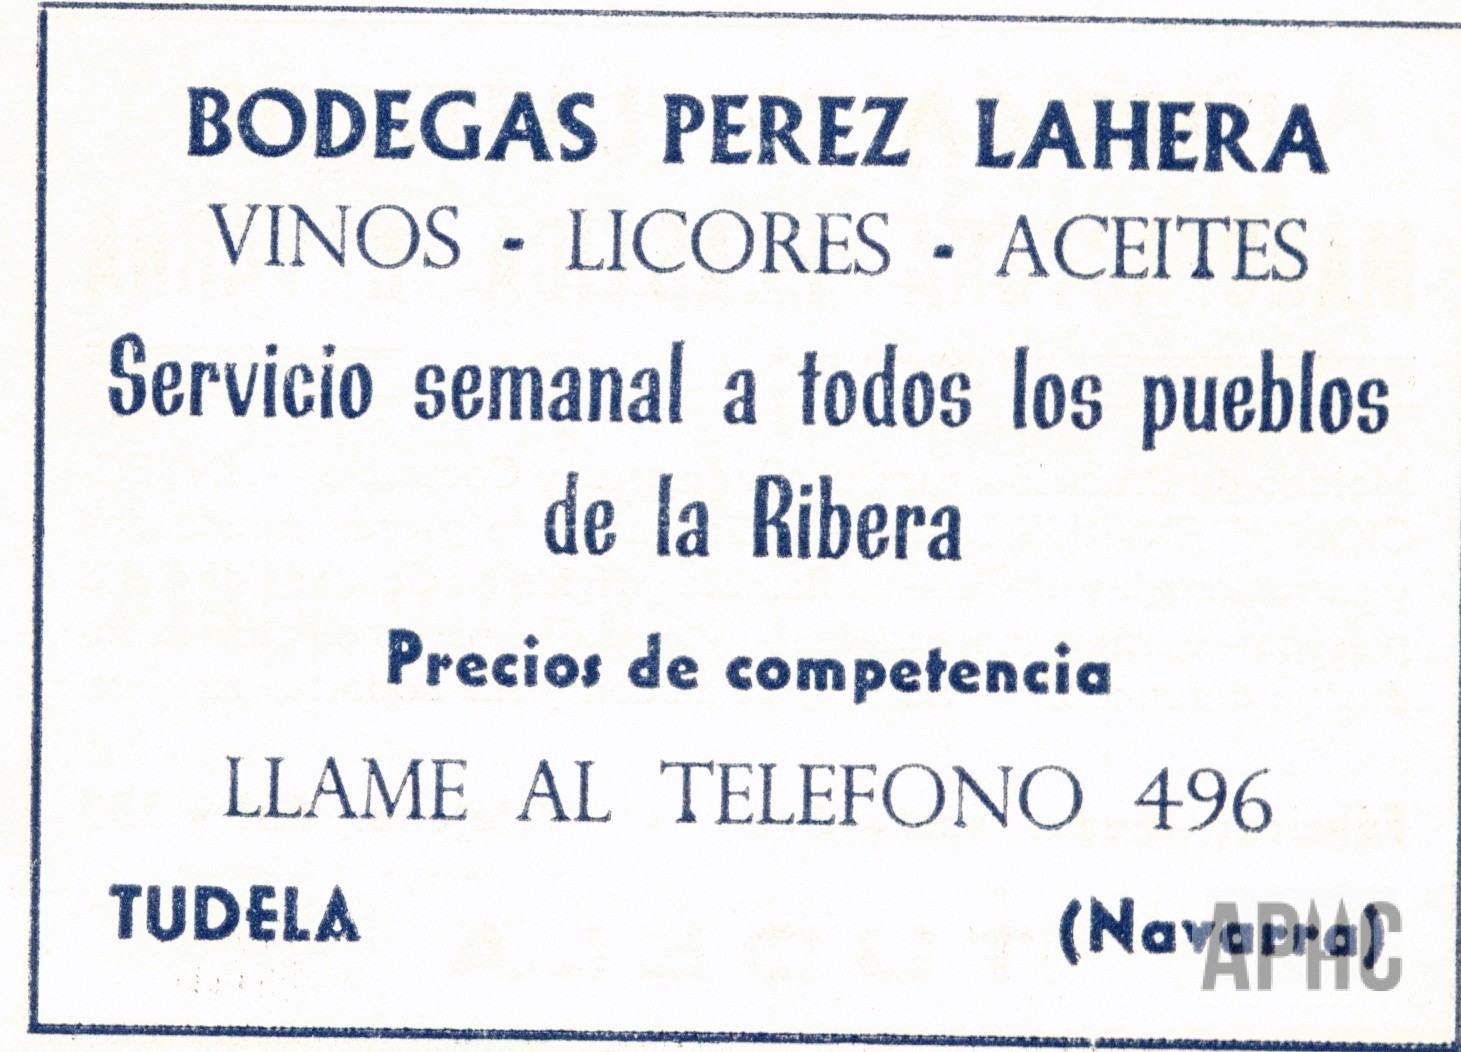 BODEGAS PEREZ LAHERA
VINOS - LICORES - ACEITES
Servicio semanal a todos los pueblos
de la Ribera
Precios de competencia
LLAME AL TELEFONO 496
TUDELA (Navarra)
APHC